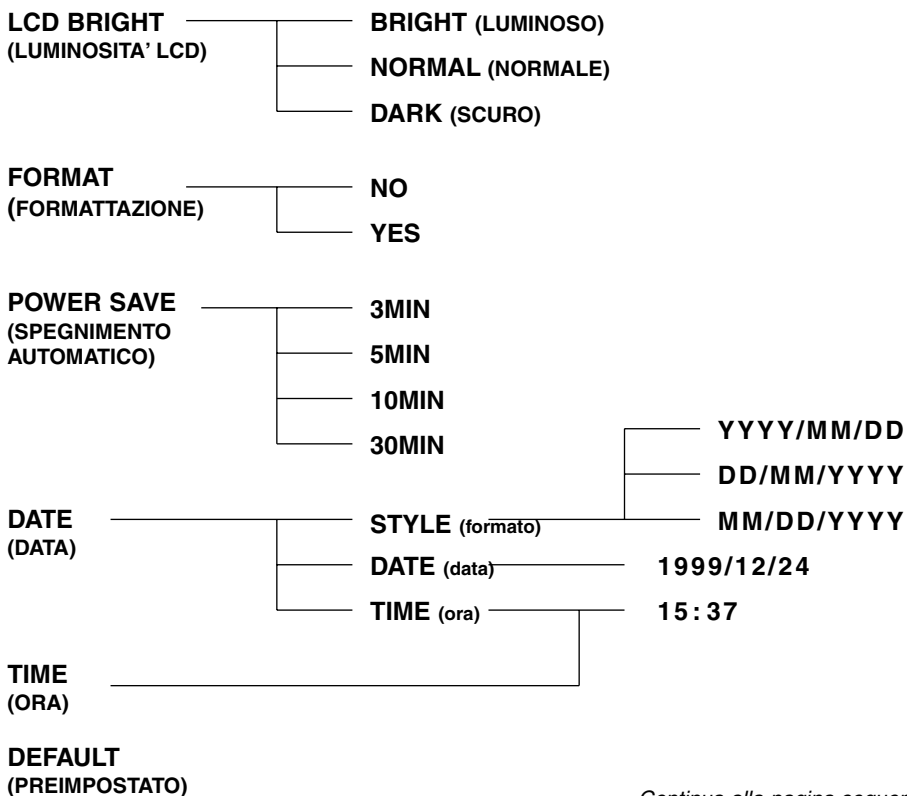 LCD BRIGHT
(LUMINOSITA' LCD)
BRIGHT (LUMINOSO)
NORMAL (NORMALE)
DARK (SCURO)
FORMAT
(FORMATTAZIONE)
NO
YES
POWER SAVE
(SPEGNIMENTO
AUTOMATICO)
3MIN
5MIN
10MIN
30MIN
DATE
(DATA)
STYLE (formato)
YYYY/MM/DD
DD/MM/YYYY
MM/DD/YYYY
DATE (data)
1999/12/24
TIME (ora)
15:37
TIME
(ORA)
DEFAULT
(PREIMPOSTATO)